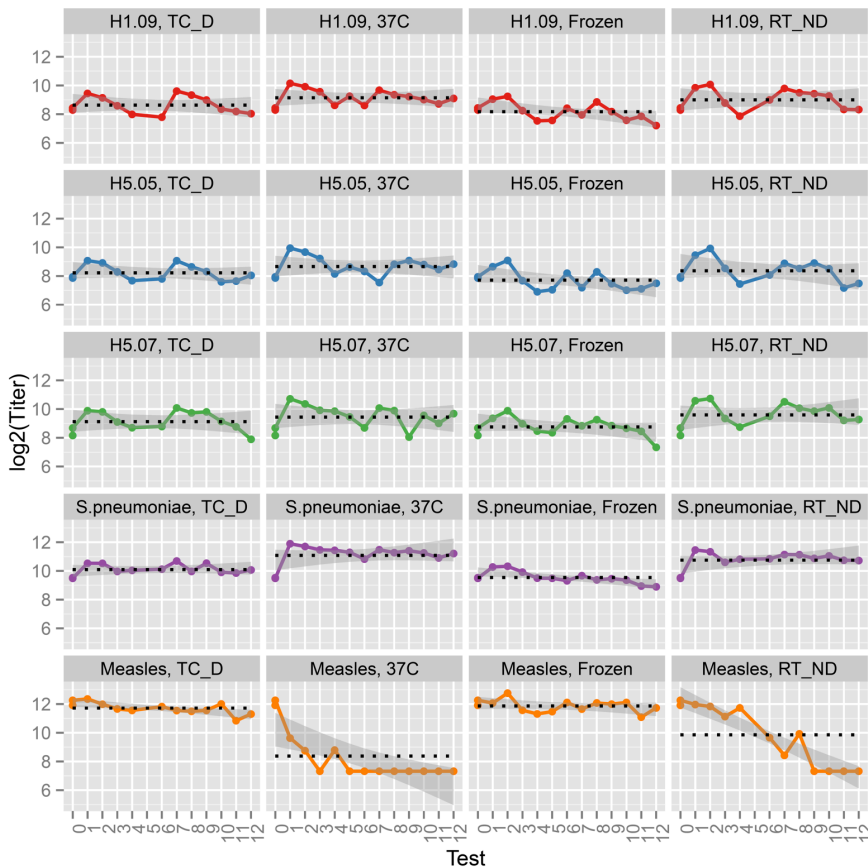 H1.09, TC_D H1.09, 37C H1.09, Frozen H1.09, RT_ND
12
10
8
6
H5.05, TC_D H5.05, 37C H5.05, Frozen H5.05, RT_ND
12
10
8
6
H5.07, TC_D H5.07, 37C H5.07, Frozen H5.07, RT_ND
12
10
8
6
log2(Titer)
S.pneumoniae, TC_D S.pneumoniae, 37C S.pneumoniae, Frozen S.pneumoniae, RT_ND
12
10
8
6
Measles, TC_D Measles, 37C Measles, Frozen Measles, RT_ND
12
10
8
6
0 1 2 3 4 5 6 7 8 9 10 11 12 0 1 2 3 4 5 6 7 8 9 10 11 12 0 1 2 3 4 5 6 7 8 9 10 11 12 0 1 2 3 4 5 6 7 8 9 10 11 12
Test